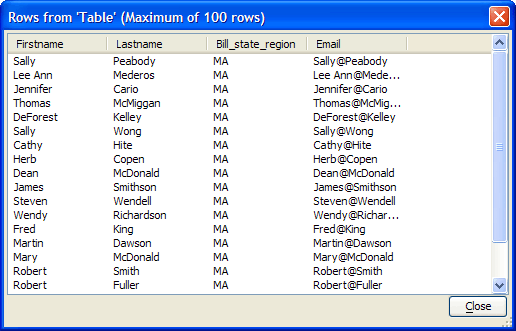 Rows from 'Table' (Maximum of 100 rows)
Firstname Lastname Bill_state_region Email
Sally Peabody MA Sally@Peabody
Lee Ann Mederos MA Lee Ann@Mede...
Jennifer Cario MA Jennifer@Cario
Thomas McMiggan MA Thomas@McMig...
DeForest Kelley MA DeForest@Kelley
Sally Wong MA Sally@Wong
Cathy Hite MA Cathy@Hite
Herb Copen MA Herb@Copen
Dean McDonald MA Dean@McDonald
James Smithson MA James@Smithson
Steven Wendell MA Steven@Wendell
Wendy Richardson MA Wendy@Richar...
Fred King MA Fred@King
Martin Dawson MA Martin@Dawson
Mary McDonald MA Mary@McDonald
Robert Smith MA Robert@Smith
Robert Fuller MA Robert@Fuller
Close